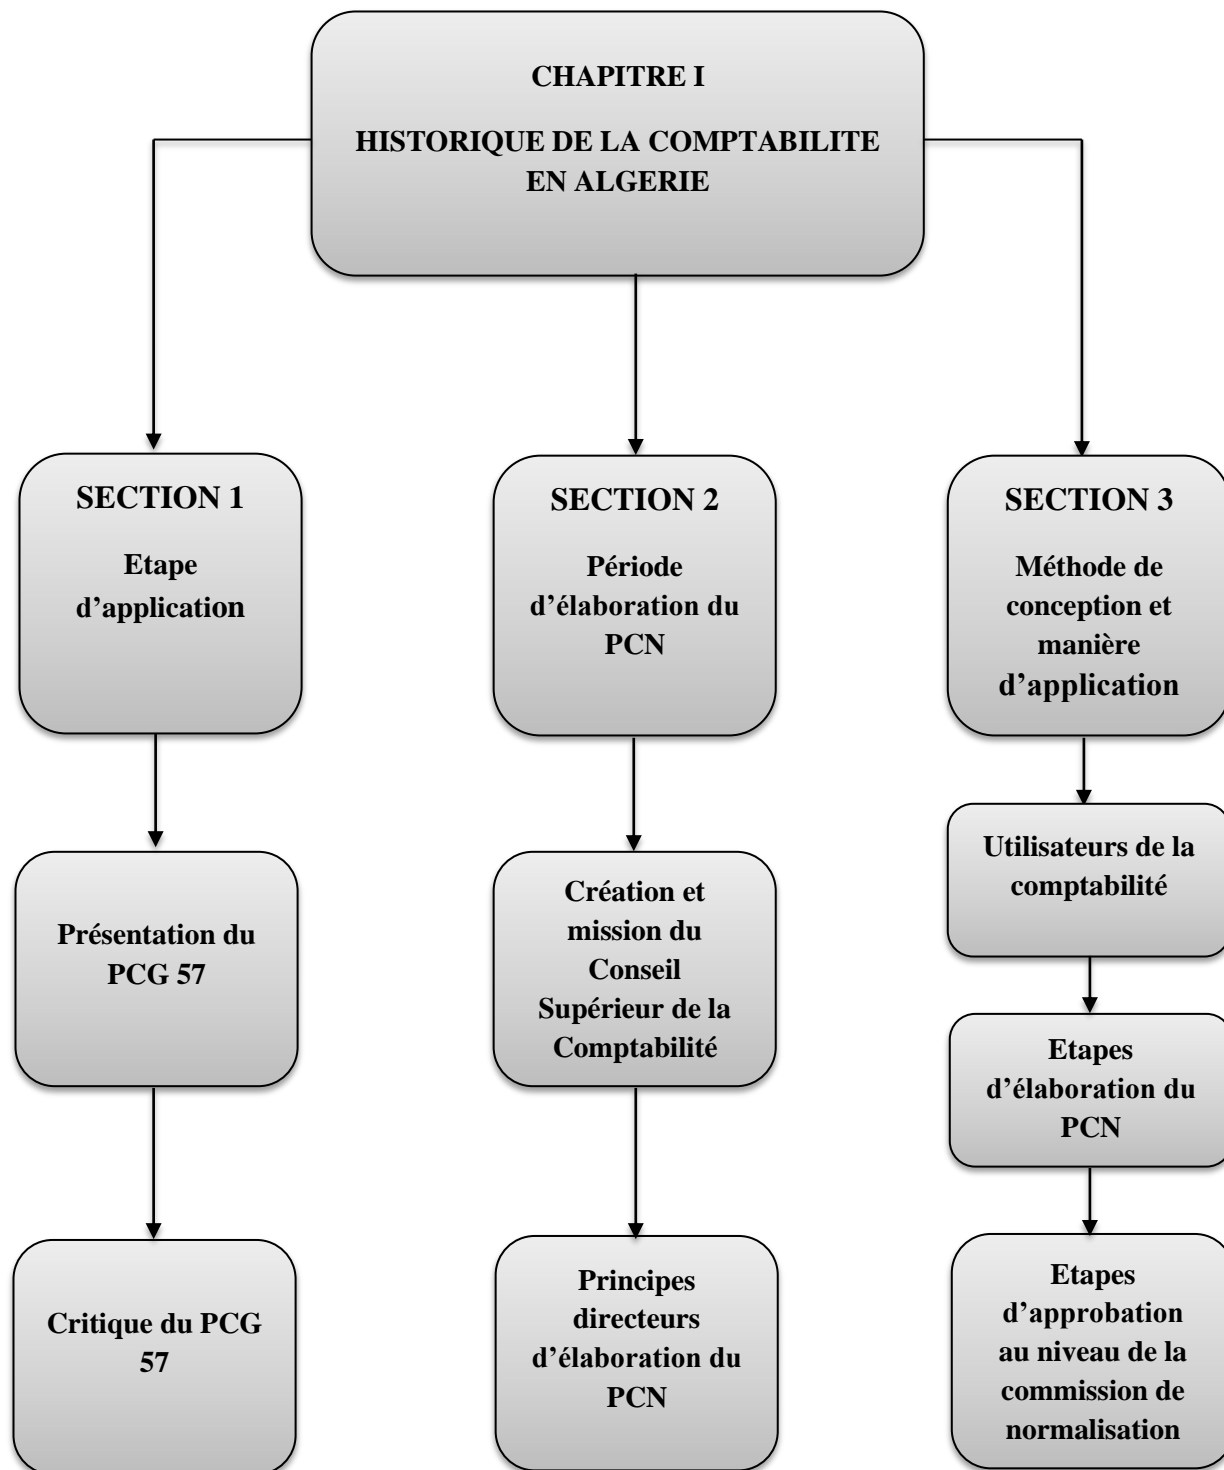 CHAPITRE I
HISTORIQUE DE LA COMPTABILITE
EN ALGERIE
SECTION 1
Etape
d’application
Présentation du
PCG 57
Critique du PCG
57
SECTION 2
Période
d’élaboration du
PCN
Création et
mission du
Conseil
Supérieur de la
Comptabilité
Principes
directeurs
d’élaboration du
PCN
SECTION 3
Méthode de
conception et
manière
d’application
Utilisateurs de la
comptabilité
Etapes
d’élaboration du
PCN
Etapes
d’approbation
au niveau de la
commission de
normalisation